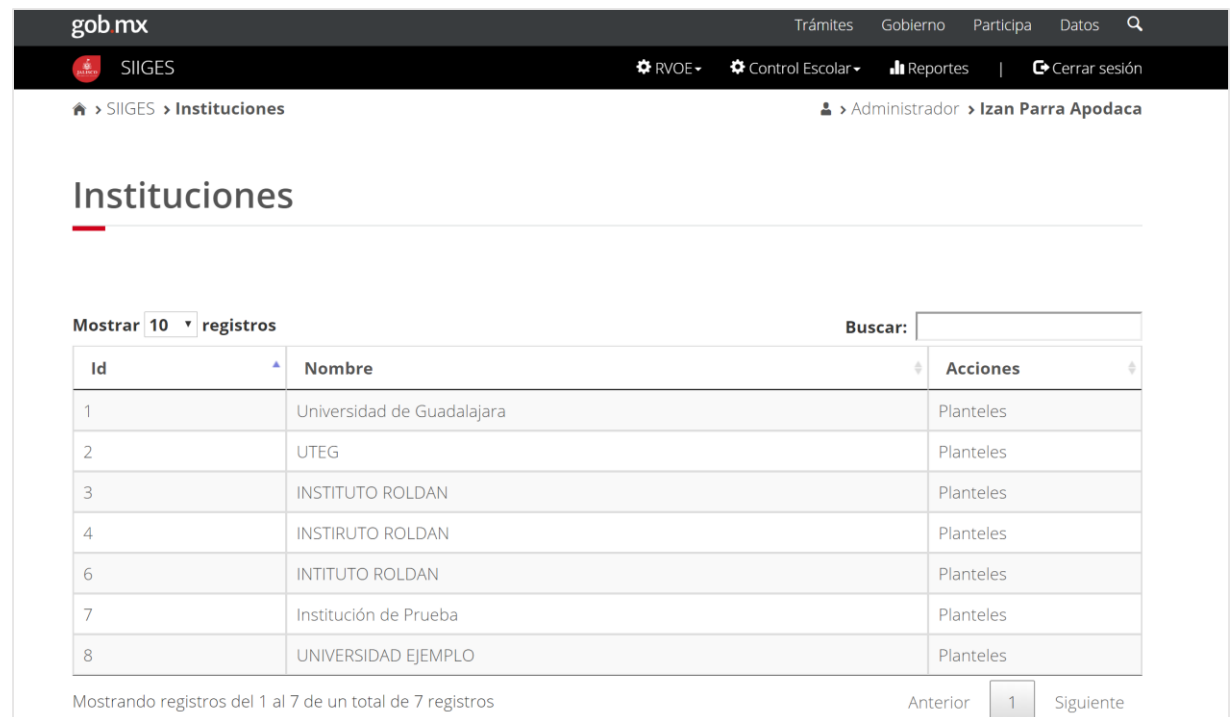 gob.mx Trámites Gobierno Participa Datos
JALISCO SIIGES RVOE Control Escolar Reportes | Cerrar sesión
> SIIGES > Instituciones > Administrador > Izan Parra Apodaca
Instituciones
Mostrar 10 registros Buscar:
Id Nombre Acciones
1 Universidad de Guadalajara Planteles
2 UTEG Planteles
3 INSTITUTO ROLDAN Planteles
4 INSTIRUTO ROLDAN Planteles
6 INTITUTO ROLDAN Planteles
7 Institución de Prueba Planteles
8 UNIVERSIDAD EJEMPLO Planteles
Mostrando registros del 1 al 7 de un total de 7 registros Anterior 1 Siguiente